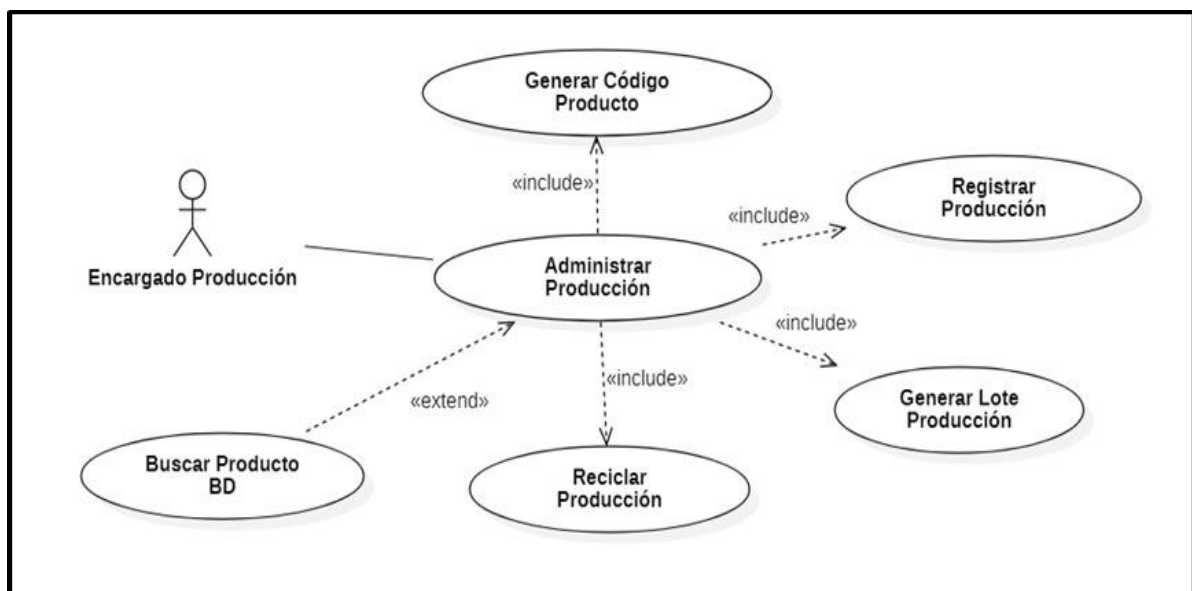 Generar Código
Producto
«include»
Registrar
Producción
«include»
Encargado Producción
Administrar
Producción
«include»
«include»
«extend»
Generar Lote
Producción
Buscar Producto
BD
Reciclar
Producción